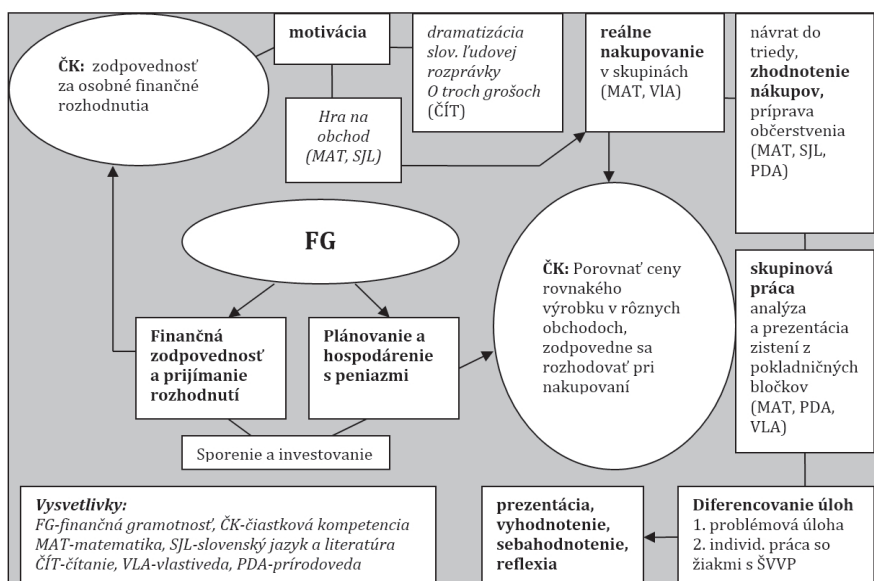 ČK: zodpovednosť
za osobné finančné
rozhodnutia
motivácia
dramatizácia
slov. ľudovej
rozprávky
O troch grošoch
(ČÍT)
Hra na
obchod
(MAT, SJL)
reálne
nakupovanie
v skupinách
(MAT, VlA)
návrat do
triedy,
zhodnotenie
nákupov,
príprava
občerstvenia
(MAT, SJL,
PDA)
FG
ČK: Porovnať ceny
rovnakého
výrobku v rôznych
obchodoch,
zodpovedne sa
rozhodovať pri
nakupovaní
skupinová
práca
analýza
a prezentácia
zistení z
pokladničných
bločkov
(MAT, PDA,
VLA)
Finančná
zodpovednosť
a prijímanie
rozhodnutí
Plánovanie a
hospodárenie
s peniazmi
Sporenie a investovanie
Vysvetlivky:
FG-finančná gramotnosť, ČK-čiastková kompetencia
MAT-matematika, SJL-slovenský jazyk a literatúra
ČÍT-čítanie, VLA-vlastiveda, PDA-prírodoveda
prezentácia,
vyhodnotenie,
sebahodnotenie,
reflexia
Diferencovanie úloh
1. problémová úloha
2. individ. práca so
žiakmi s ŠVVP